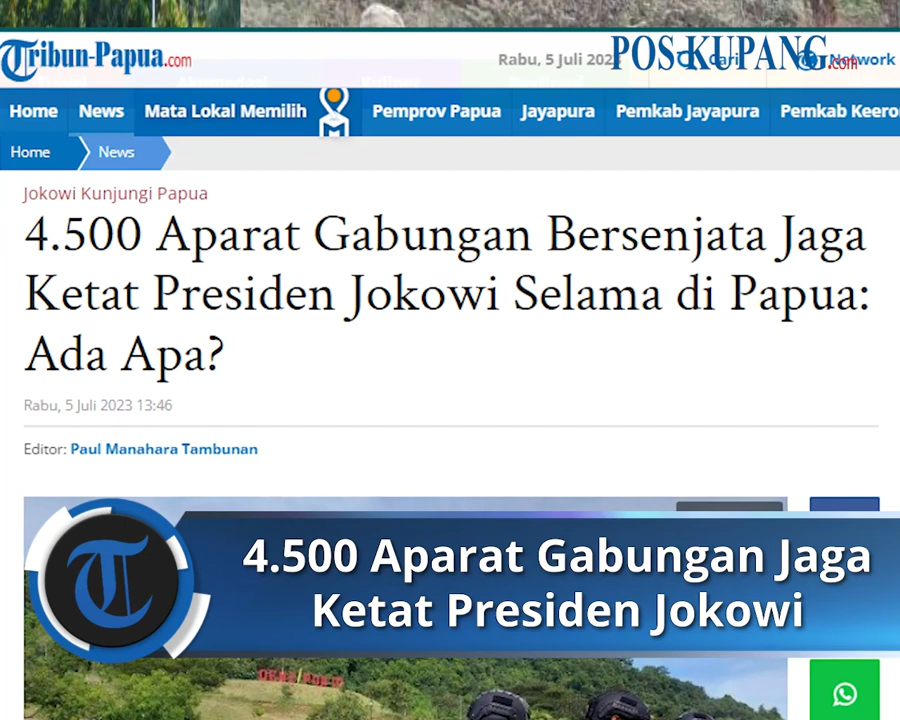 Tribun-Papua.com
Rabu, 5 Juli 2023
POS-KUPANG.com
Cari
Network
Home News Mata Lokal Memilih Pemprov Papua Jayapura Pemkab Jayapura Pemkab Keero
Home News
Jokowi Kunjungi Papua
4.500 Aparat Gabungan Bersenjata Jaga
Ketat Presiden Jokowi Selama di Papua:
Ada Apa?
Rabu, 5 Juli 2023 13:46
Editor: Paul Manahara Tambunan
4.500 Aparat Gabungan Jaga
Ketat Presiden Jokowi